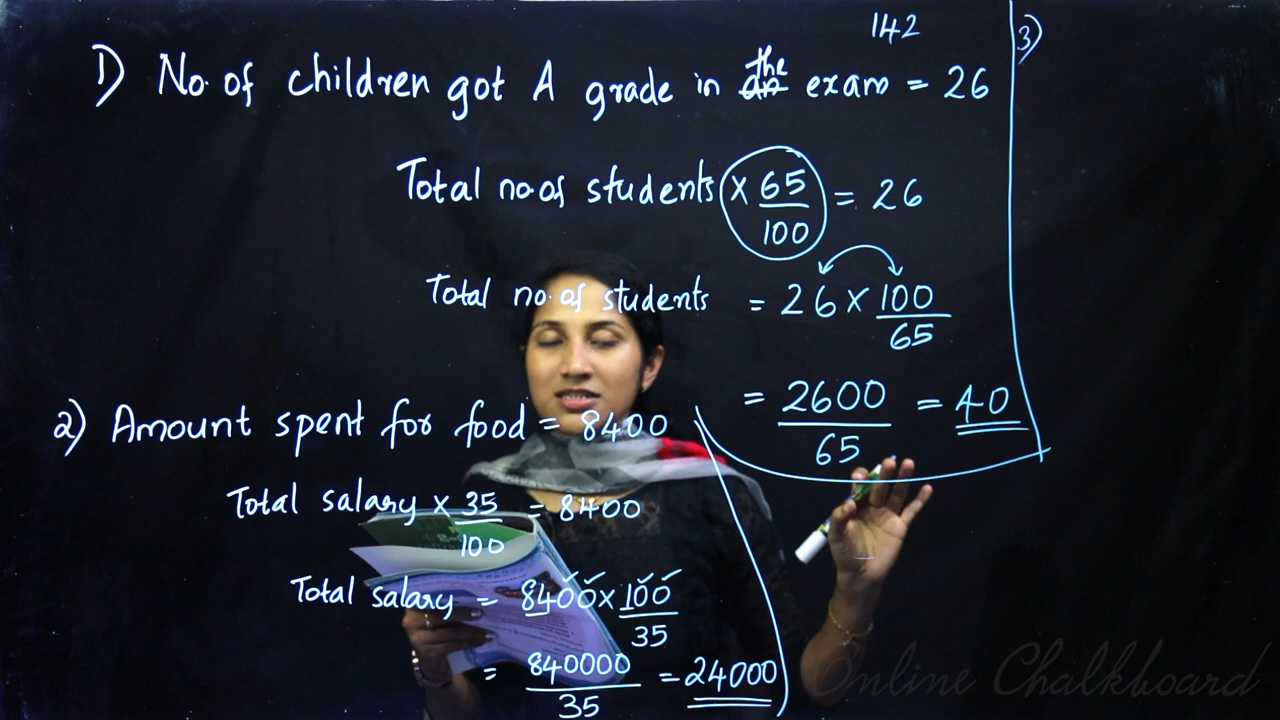 142
1) No. of children got A grade in an the exam = 26
Total no of students × 65/100 = 26
Total no. of students = 26 × 100/65
= 2600/65 = 40
2) Amount spent for food = 8400
Total salary × 35/100 = 8400
Total salary = 8400 × 100/35
= 840000/35 = 24000
3)
Online Chalkboard